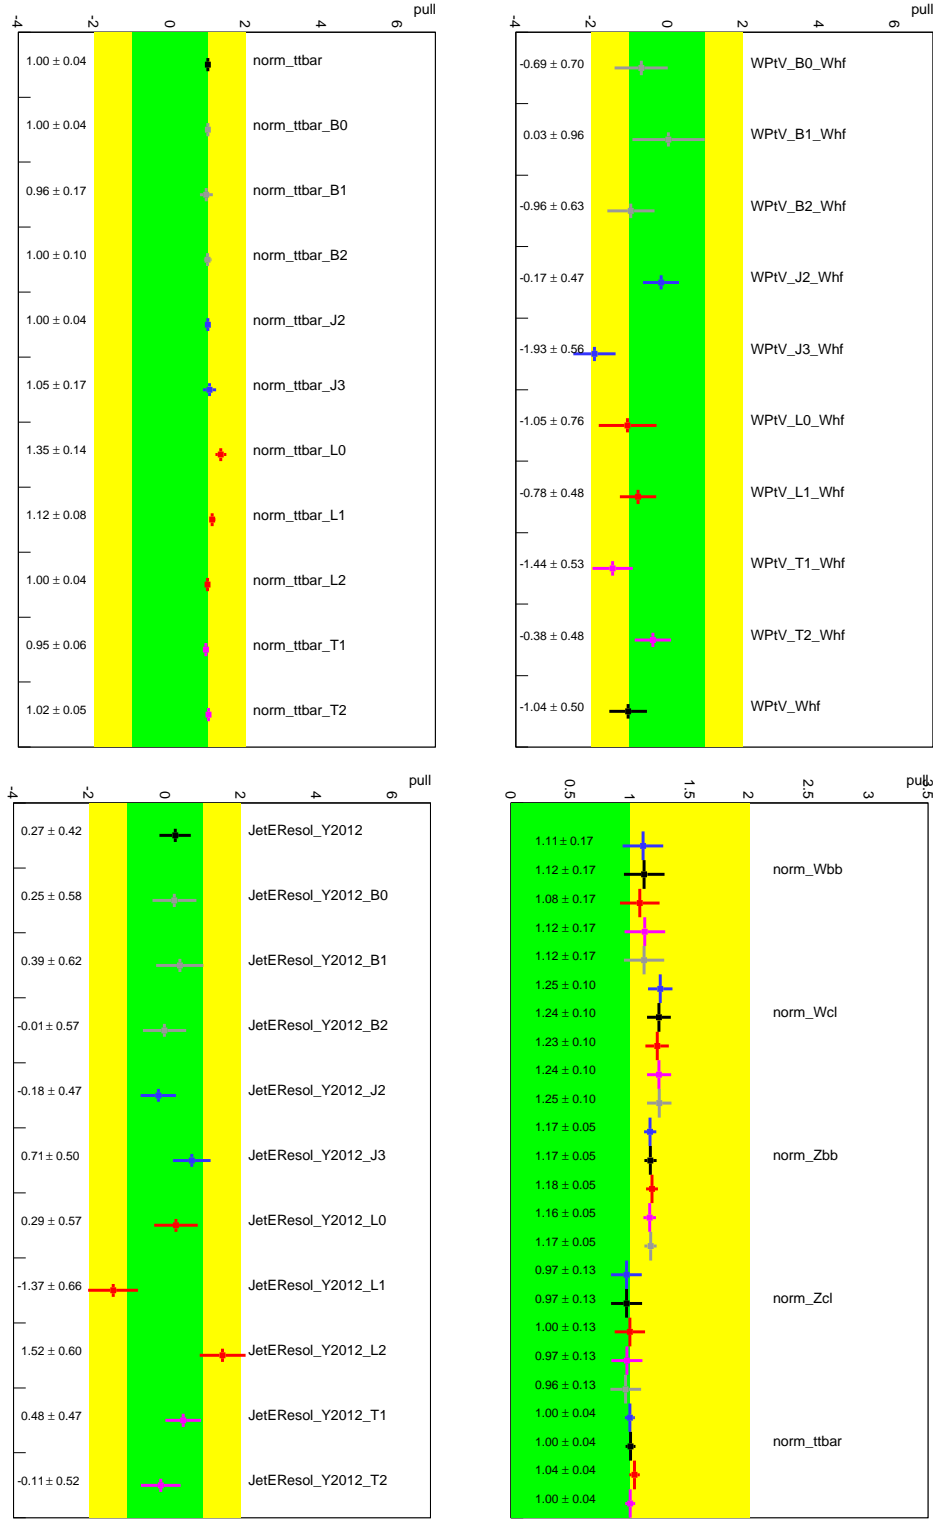 pull
-4 -2 0 2 4 6
1.00 ± 0.04 norm_ttbar
1.00 ± 0.04 norm_ttbar_B0
0.96 ± 0.17 norm_ttbar_B1
1.00 ± 0.10 norm_ttbar_B2
1.00 ± 0.04 norm_ttbar_J2
1.05 ± 0.17 norm_ttbar_J3
1.35 ± 0.14 norm_ttbar_L0
1.12 ± 0.08 norm_ttbar_L1
1.00 ± 0.04 norm_ttbar_L2
0.95 ± 0.06 norm_ttbar_T1
1.02 ± 0.05 norm_ttbar_T2
pull
-4 -2 0 2 4 6
-0.69 ± 0.70 WPtV_B0_Whf
0.03 ± 0.96 WPtV_B1_Whf
-0.96 ± 0.63 WPtV_B2_Whf
-0.17 ± 0.47 WPtV_J2_Whf
-1.93 ± 0.56 WPtV_J3_Whf
-1.05 ± 0.76 WPtV_L0_Whf
-0.78 ± 0.48 WPtV_L1_Whf
-1.44 ± 0.53 WPtV_T1_Whf
-0.38 ± 0.48 WPtV_T2_Whf
-1.04 ± 0.50 WPtV_Whf
pull
-4 -2 0 2 4 6
0.27 ± 0.42 JetEResol_Y2012
0.25 ± 0.58 JetEResol_Y2012_B0
0.39 ± 0.62 JetEResol_Y2012_B1
-0.01 ± 0.57 JetEResol_Y2012_B2
-0.18 ± 0.47 JetEResol_Y2012_J2
0.71 ± 0.50 JetEResol_Y2012_J3
0.29 ± 0.57 JetEResol_Y2012_L0
-1.37 ± 0.66 JetEResol_Y2012_L1
1.52 ± 0.60 JetEResol_Y2012_L2
0.48 ± 0.47 JetEResol_Y2012_T1
-0.11 ± 0.52 JetEResol_Y2012_T2
pull
0 0.5 1 1.5 2 2.5 3 3.5
1.11 ± 0.17
1.12 ± 0.17 norm_Wbb
1.08 ± 0.17
1.12 ± 0.17
1.12 ± 0.17
1.25 ± 0.10
1.24 ± 0.10 norm_Wcl
1.23 ± 0.10
1.24 ± 0.10
1.25 ± 0.10
1.17 ± 0.05
1.17 ± 0.05 norm_Zbb
1.18 ± 0.05
1.16 ± 0.05
1.17 ± 0.05
0.97 ± 0.13
0.97 ± 0.13 norm_Zcl
1.00 ± 0.13
0.97 ± 0.13
0.96 ± 0.13
1.00 ± 0.04
1.00 ± 0.04 norm_ttbar
1.04 ± 0.04
1.00 ± 0.04